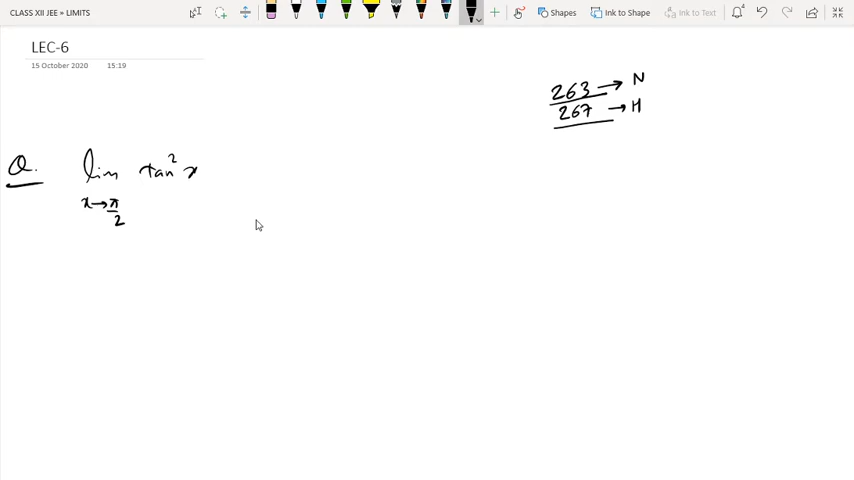 CLASS XII JEE » LIMITS
Shapes
Ink to Shape
Ink to Text
LEC-6
15 October 2020 15:19
263 → N
267 → H
Q. lim tan² x
x→π/2